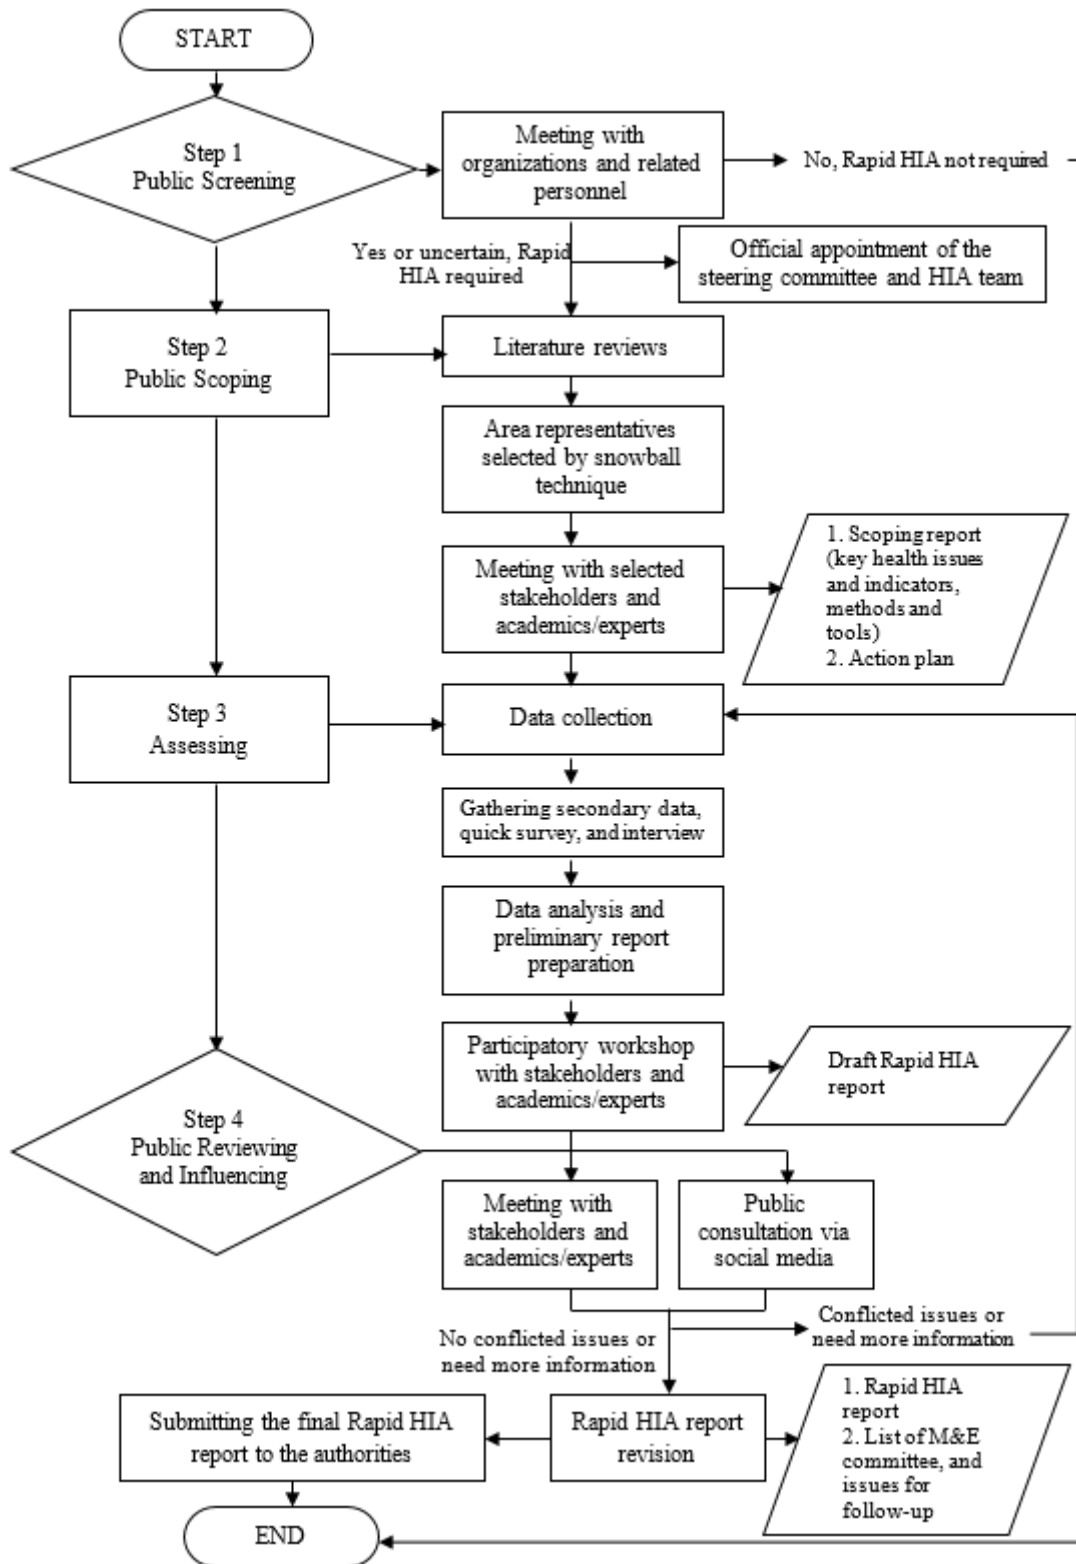 START
Step 1
Public Screening
Meeting with
organizations and related
personnel
No, Rapid HIA not required
Yes or uncertain, Rapid
HIA required
Official appointment of the
steering committee and HIA team
Step 2
Public Scoping
Literature reviews
Area representatives
selected by snowball
technique
Meeting with selected
stakeholders and
academics/experts
1. Scoping report
(key health issues
and indicators,
methods and
tools)
2. Action plan
Step 3
Assessing
Data collection
Gathering secondary data,
quick survey, and interview
Data analysis and
preliminary report
preparation
Participatory workshop
with stakeholders and
academics/experts
Draft Rapid HIA
report
Step 4
Public Reviewing
and Influencing
Meeting with
stakeholders and
academics/experts
Public
consultation via
social media
No conflicted issues or
need more information
Conflicted issues or
need more information
Submitting the final Rapid HIA
report to the authorities
Rapid HIA report
revision
1. Rapid HIA
report
2. List of M&E
committee, and
issues for
follow-up
END